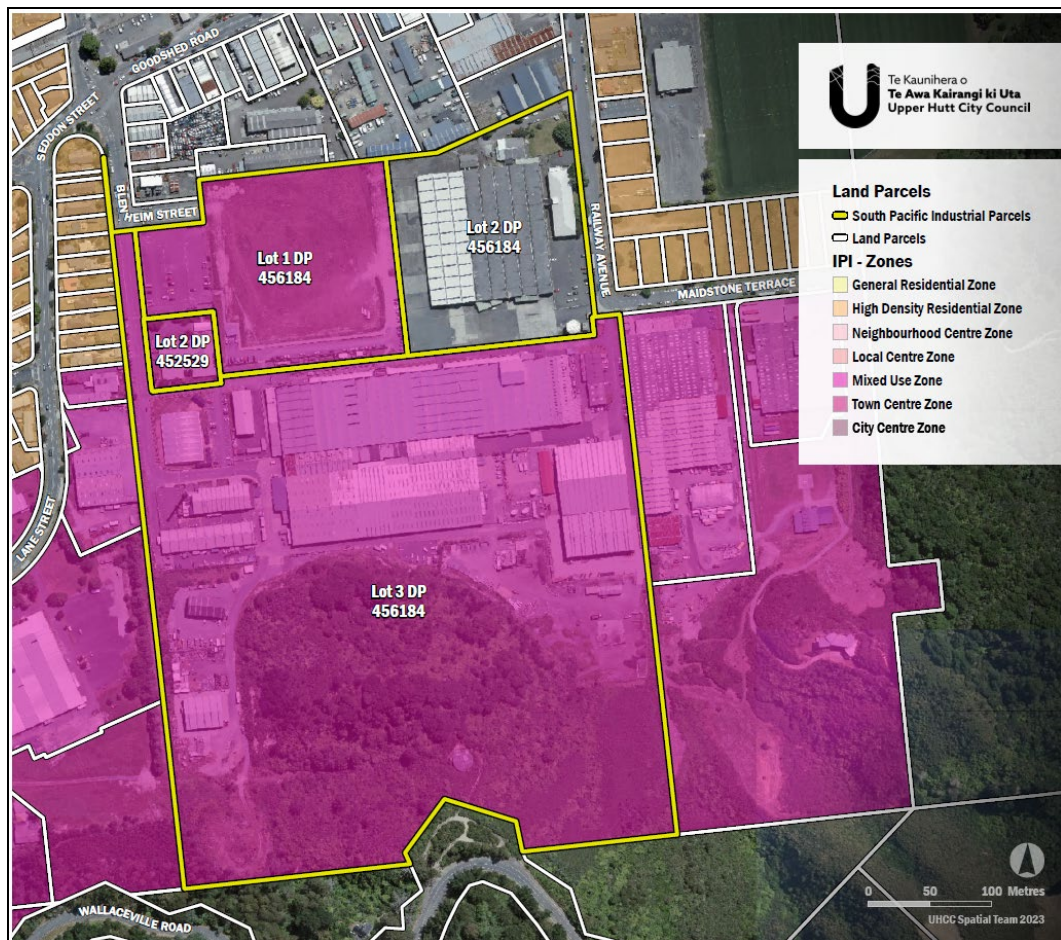 GOODSHED ROAD
SEDDON STREET
BLEN
HEIM STREET
Lot 1 DP
456184
Lot 2 DP
456184
RAILWAY AVENUE
MAIDSTONE TERRACE
Lot 2 DP
452529
LANE STREET
Lot 3 DP
456184
WALLACEVILLE ROAD
Te Kaunihera o
Te Awa Kairangi ki Uta
Upper Hutt City Council
Land Parcels
South Pacific Industrial Parcels
Land Parcels
IPI - Zones
General Residential Zone
High Density Residential Zone
Neighbourhood Centre Zone
Local Centre Zone
Mixed Use Zone
Town Centre Zone
City Centre Zone
0 50 100 Metres
UHCC Spatial Team 2023